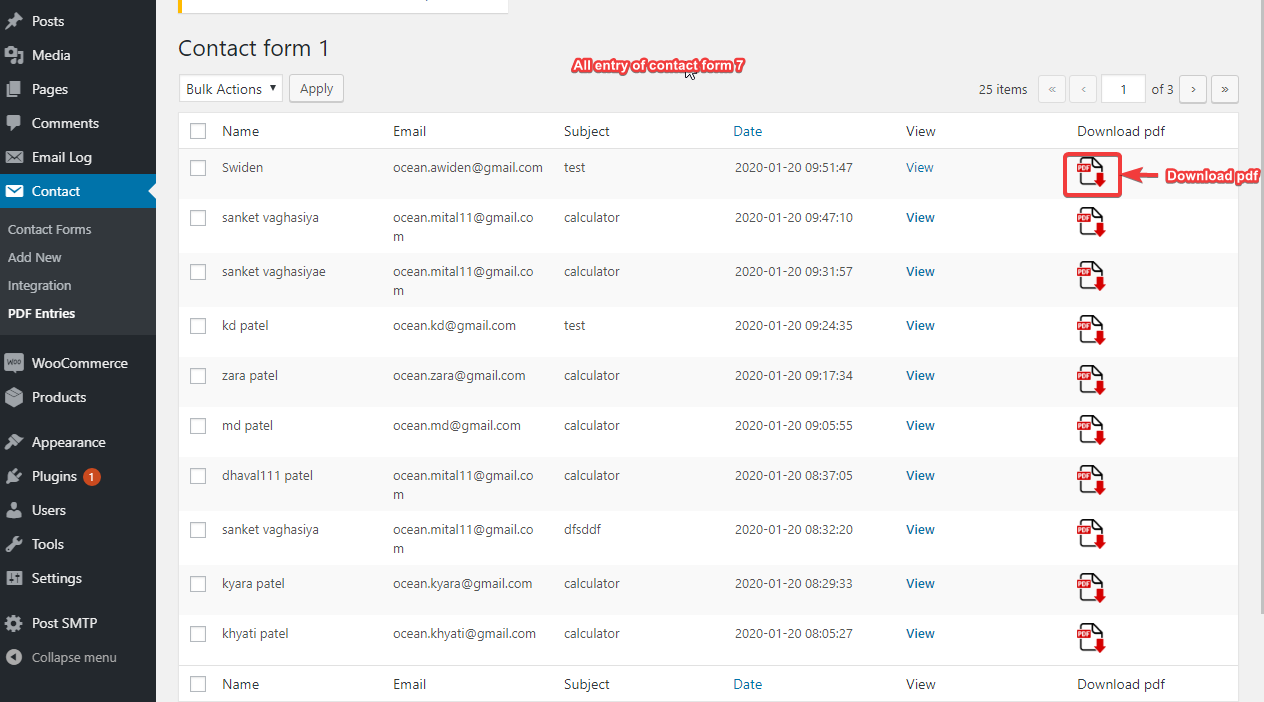 Posts
Media
Pages
Comments
Email Log
Contact
Contact Forms
Add New
Integration
PDF Entries
WOO WooCommerce
Products
Appearance
Plugins 1
Users
Tools
Settings
Post SMTP
Collapse menu
Contact form 1
All entry of contact form 7
Bulk Actions ▼ Apply 25 items « ‹ 1 of 3 › »
Name Email Subject Date View Download pdf
Swiden ocean.awiden@gmail.com test 2020-01-20 09:51:47 View PDF Download pdf
sanket vaghasiya ocean.mital11@gmail.co calculator 2020-01-20 09:47:10 View PDF
m
sanket vaghasiyae ocean.mital11@gmail.co calculator 2020-01-20 09:31:57 View PDF
m
kd patel ocean.kd@gmail.com test 2020-01-20 09:24:35 View PDF
zara patel ocean.zara@gmail.com calculator 2020-01-20 09:17:34 View PDF
md patel ocean.md@gmail.com calculator 2020-01-20 09:05:55 View PDF
dhaval111 patel ocean.mital11@gmail.co calculator 2020-01-20 08:37:05 View PDF
m
sanket vaghasiya ocean.mital11@gmail.co dfsddf 2020-01-20 08:32:20 View PDF
m
kyara patel ocean.kyara@gmail.com calculator 2020-01-20 08:29:33 View PDF
khyati patel ocean.khyati@gmail.com calculator 2020-01-20 08:05:27 View PDF
Name Email Subject Date View Download pdf